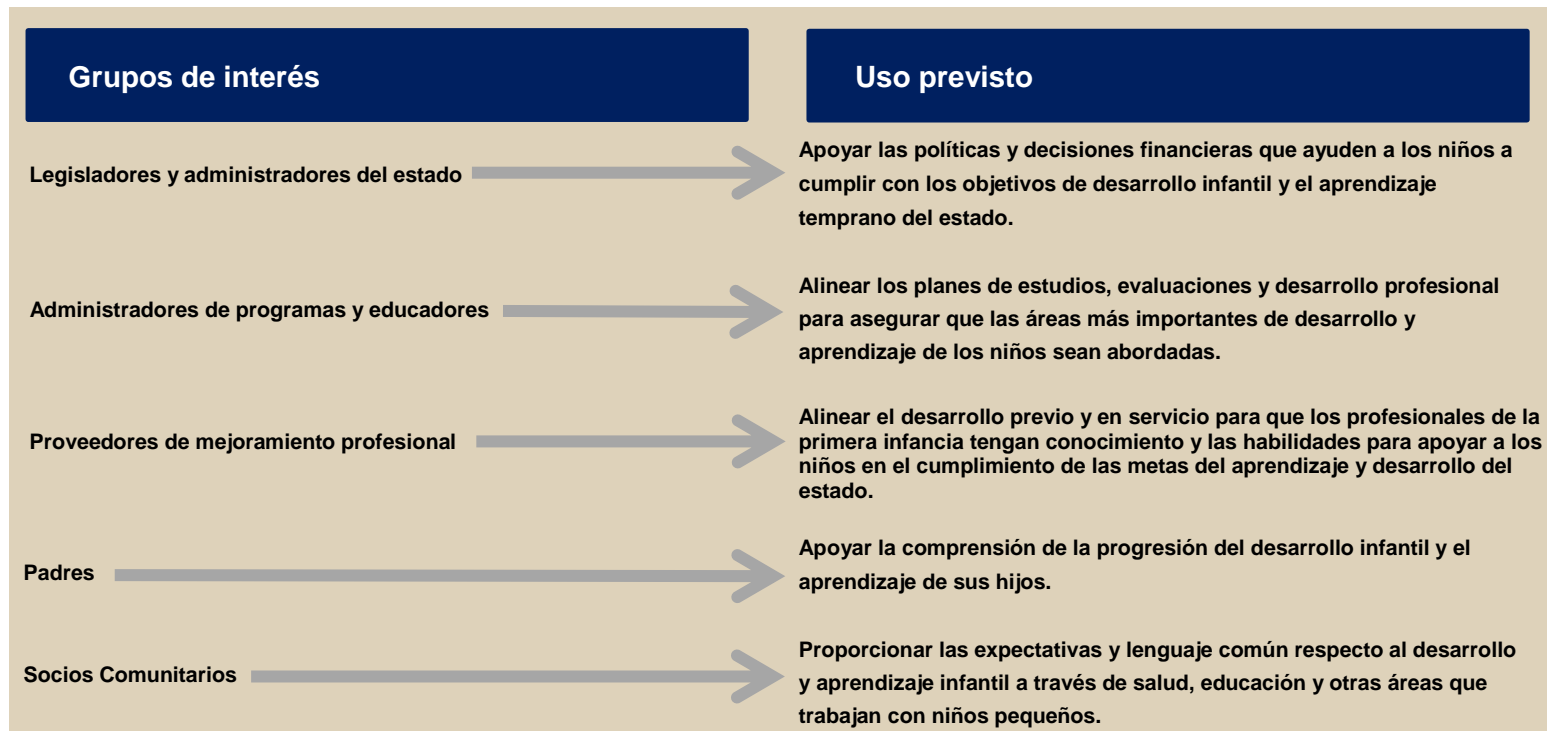 Grupos de interés
Uso previsto
Legisladores y administradores del estado
Apoyar las políticas y decisiones financieras que ayuden a los niños a
cumplir con los objetivos de desarrollo infantil y el aprendizaje
temprano del estado.
Administradores de programas y educadores
Alinear los planes de estudios, evaluaciones y desarrollo profesional
para asegurar que las áreas más importantes de desarrollo y
aprendizaje de los niños sean abordadas.
Proveedores de mejoramiento profesional
Alinear el desarrollo previo y en servicio para que los profesionales de la
primera infancia tengan conocimiento y las habilidades para apoyar a los
niños en el cumplimiento de las metas del aprendizaje y desarrollo del
estado.
Padres
Apoyar la comprensión de la progresión del desarrollo infantil y el
aprendizaje de sus hijos.
Socios Comunitarios
Proporcionar las expectativas y lenguaje común respecto al desarrollo
y aprendizaje infantil a través de salud, educación y otras áreas que
trabajan con niños pequeños.